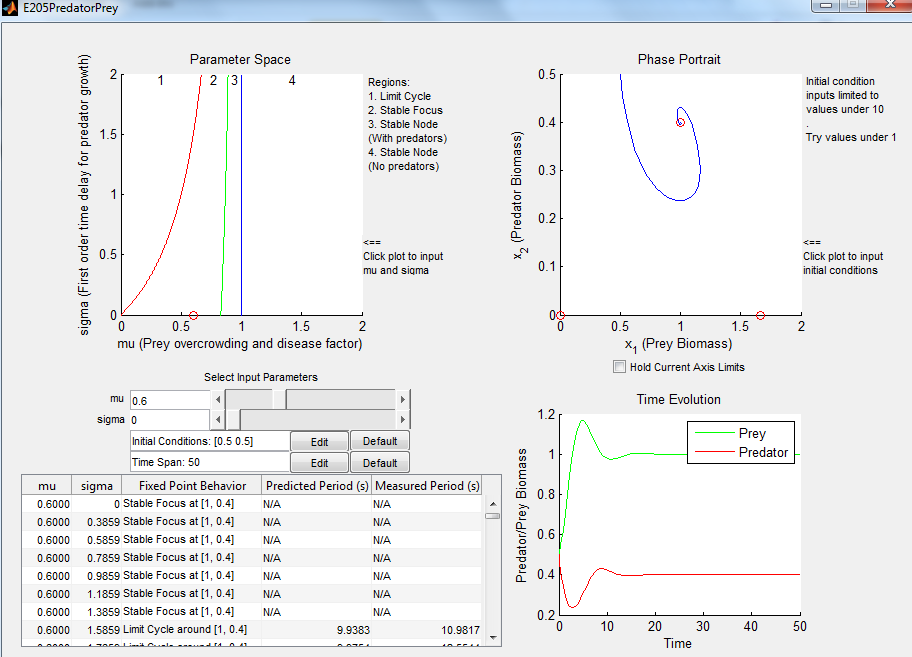 E205PredatorPrey
Parameter Space
2
1.5
1
0.5
0
0 0.5 1 1.5 2
1 2 3 4
sigma (First order time delay for predator growth)
mu (Prey overcrowding and disease factor)
Regions:
1. Limit Cycle
2. Stable Focus
3. Stable Node
(With predators)
4. Stable Node
(No predators)
<==
Click plot to input
mu and sigma
Phase Portrait
0.5
0.4
0.3
0.2
0.1
0
0 0.5 1 1.5 2
x2 (Predator Biomass)
x1 (Prey Biomass)
Initial condition
inputs limited to
values under 10
.
Try values under 1
<==
Click plot to input
initial conditions
Hold Current Axis Limits
Select Input Parameters
mu 0.6
sigma 0
Initial Conditions: [0.5 0.5] Edit Default
Time Span: 50 Edit Default
mu sigma Fixed Point Behavior Predicted Period (s) Measured Period (s)
0.6000 0 Stable Focus at [1, 0.4] N/A N/A
0.6000 0.3859 Stable Focus at [1, 0.4] N/A N/A
0.6000 0.5859 Stable Focus at [1, 0.4] N/A N/A
0.6000 0.7859 Stable Focus at [1, 0.4] N/A N/A
0.6000 0.9859 Stable Focus at [1, 0.4] N/A N/A
0.6000 1.1859 Stable Focus at [1, 0.4] N/A N/A
0.6000 1.3859 Stable Focus at [1, 0.4] N/A N/A
0.6000 1.5859 Limit Cycle around [1, 0.4] 9.9383 10.9817
Time Evolution
1.2
1
0.8
0.6
0.4
0.2
0 10 20 30 40 50
Predator/Prey Biomass
Time
Prey
Predator